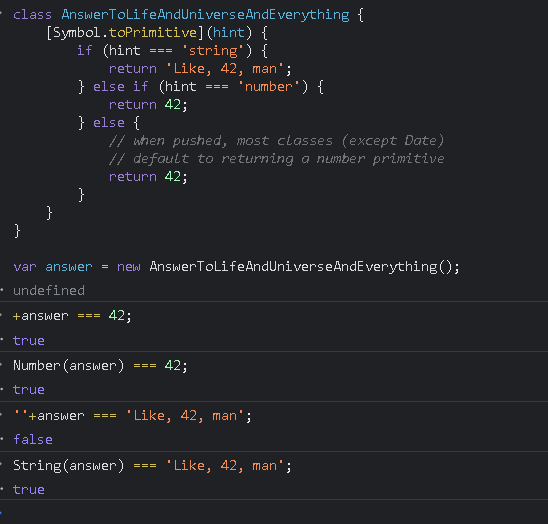 class AnswerToLifeAndUniverseAndEverything {
    [Symbol.toPrimitive](hint) {
        if (hint === 'string') {
            return 'Like, 42, man';
        } else if (hint === 'number') {
            return 42;
        } else {
            // when pushed, most classes (except Date)
            // default to returning a number primitive
            return 42;
        }
    }
}
var answer = new AnswerToLifeAndUniverseAndEverything();
undefined
+answer === 42;
true
Number(answer) === 42;
true
''+answer === 'Like, 42, man';
false
String(answer) === 'Like, 42, man';
true